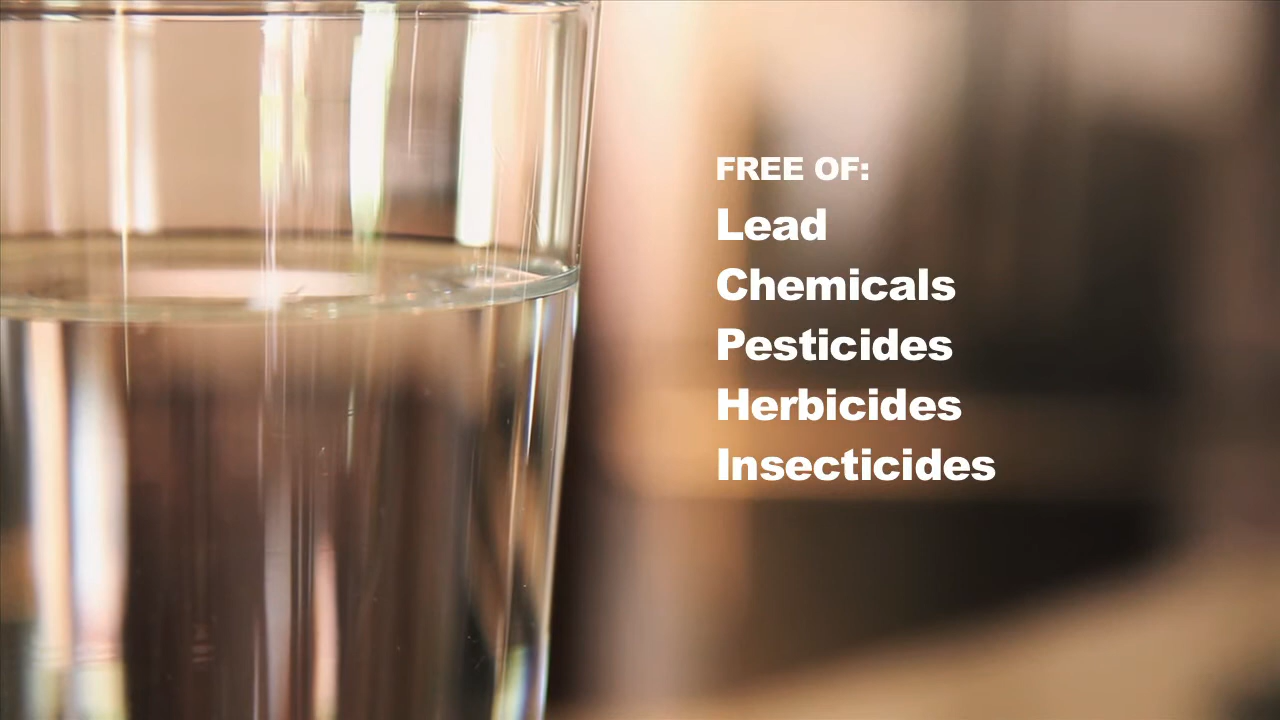 FREE OF:
Lead
Chemicals
Pesticides
Herbicides
Insecticides